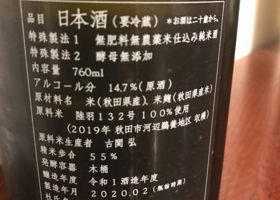 品目 日本酒(要冷蔵) *お酒は二十歳から。
特殊製法1 無肥料無農薬米仕込み純米酒
特殊製法2 酵母無添加
内容量 760ml
アルコール分 14,7%(原酒)
原材料名 米(秋田県産)、米麹(秋田県産米)
原料米 陸羽132号100%使用
(2019年 秋田市河辺鵜養地区 収穫)
原料米生産者 古関 弘
精米歩合 55%
発酵容器 木桶
醸造年度 令和1酒造年度
製造年月 2020.02(瓶詰時期)